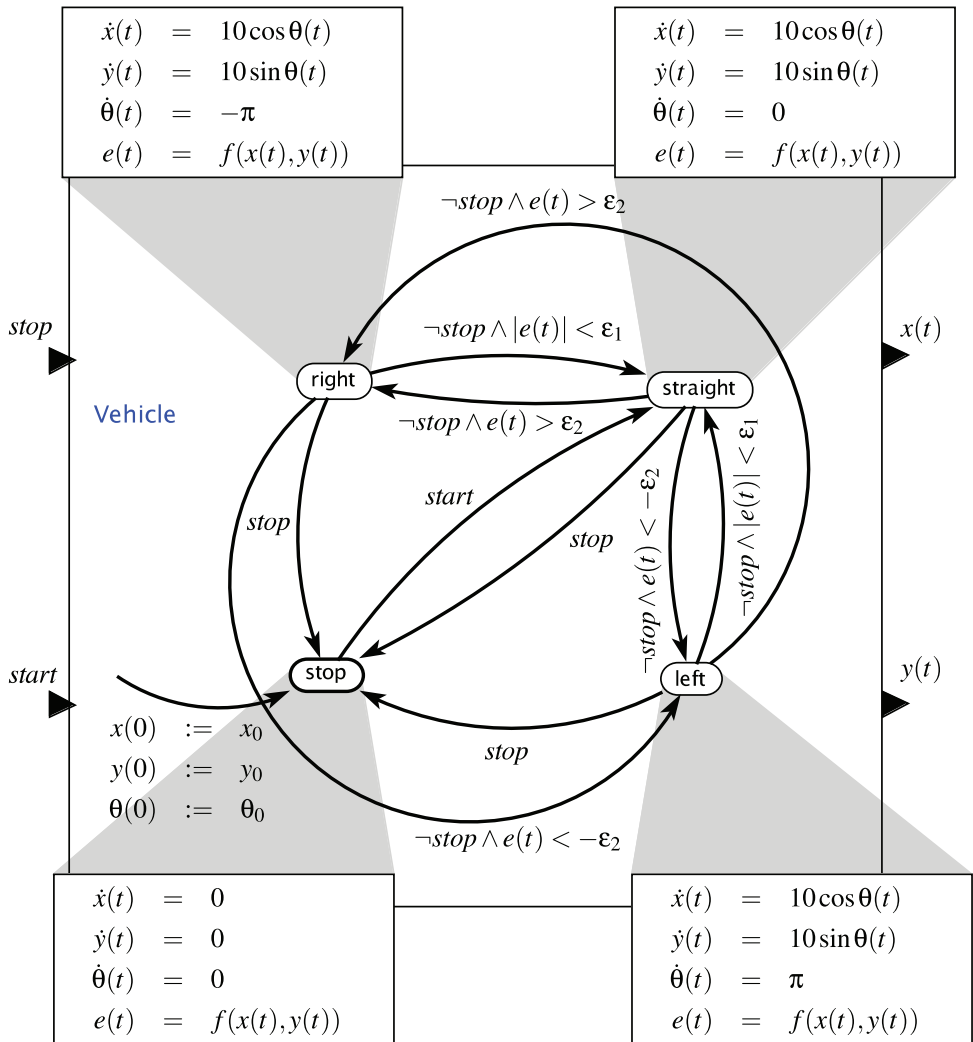 ẋ(t) = 10 cos θ(t)
ẏ(t) = 10 sin θ(t)
θ̇(t) = −π
e(t) = f(x(t), y(t))
ẋ(t) = 10 cos θ(t)
ẏ(t) = 10 sin θ(t)
θ̇(t) = 0
e(t) = f(x(t), y(t))
¬stop ∧ e(t) > ε₂
stop
¬stop ∧ |e(t)| < ε₁
x(t)
right
straight
Vehicle
¬stop ∧ e(t) > ε₂
start
stop
stop
¬stop ∧ e(t) < −ε₂
¬stop ∧ |e(t)| < ε₁
start
stop
left
y(t)
x(0) := x₀
y(0) := y₀
θ(0) := θ₀
stop
¬stop ∧ e(t) < −ε₂
ẋ(t) = 0
ẏ(t) = 0
θ̇(t) = 0
e(t) = f(x(t), y(t))
ẋ(t) = 10 cos θ(t)
ẏ(t) = 10 sin θ(t)
θ̇(t) = π
e(t) = f(x(t), y(t))